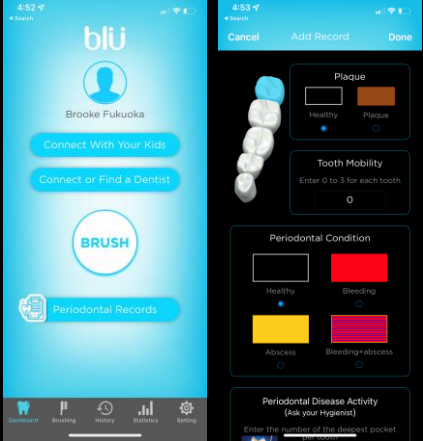 4:52
Search
blü
Brooke Fukuoka
Connect With Your Kids
Connect or Find a Dentist
BRUSH
Periodontal Records
Dashboard
Brushing
History
Statistics
Setting
4:53
Search
Cancel
Add Record
Done
Plaque
Healthy
Plaque
Tooth Mobility
Enter 0 to 3 for each tooth
0
Periodontal Condition
Healthy
Bleeding
Abscess
Bleeding+abscess
Periodontal Disease Activity
(Ask your Hygienist)
Enter the number of the deepest pocket
per tooth